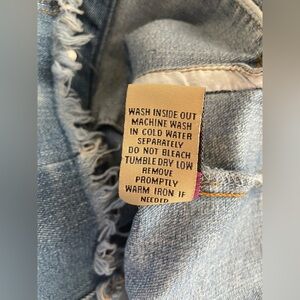 WASH INSIDE OUT
MACHINE WASH
IN COLD WATER
SEPARATELY
DO NOT BLEACH
TUMBLE DRY LOW
REMOVE
PROMPTLY
WARM IRON IF
NEEDED